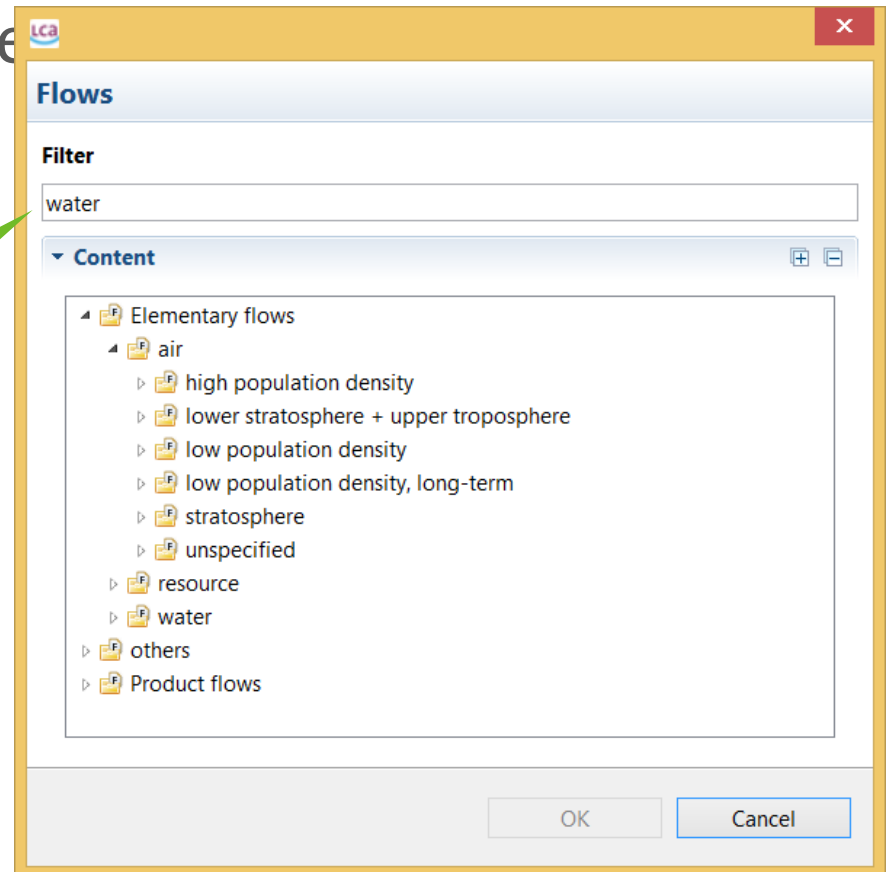 LCA
Flows
Filter
water
Content
Elementary flows
air
high population density
lower stratosphere + upper troposphere
low population density
low population density, long-term
stratosphere
unspecified
resource
water
others
Product flows
OK Cancel